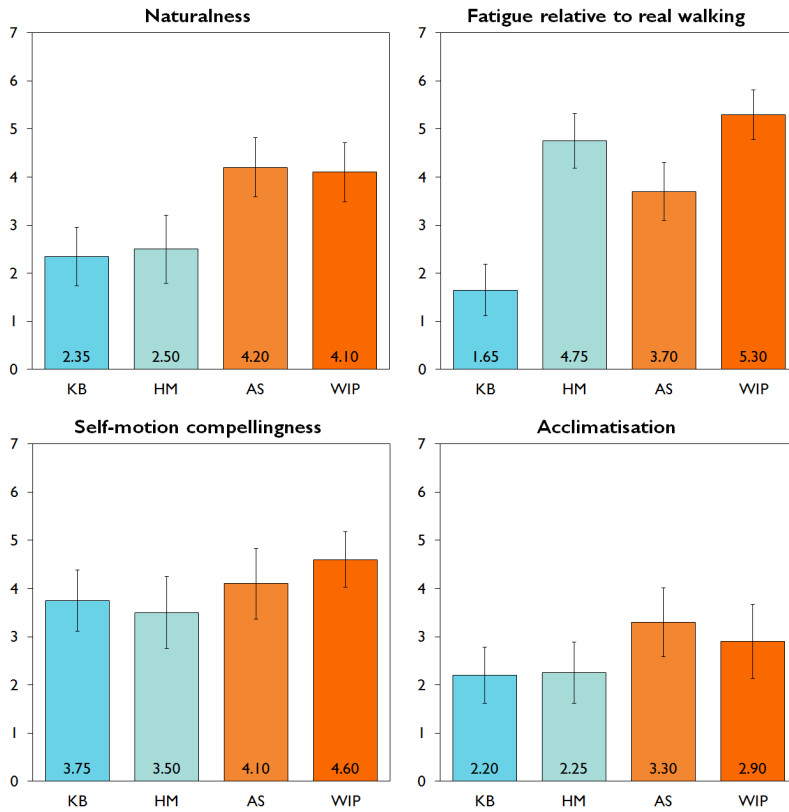 Naturalness
7
6
5
4
3
2
1
0
2.35 2.50 4.20 4.10
KB HM AS WIP
Fatigue relative to real walking
7
6
5
4
3
2
1
0
1.65 4.75 3.70 5.30
KB HM AS WIP
Self-motion compellingness
7
6
5
4
3
2
1
0
3.75 3.50 4.10 4.60
KB HM AS WIP
Acclimatisation
7
6
5
4
3
2
1
0
2.20 2.25 3.30 2.90
KB HM AS WIP